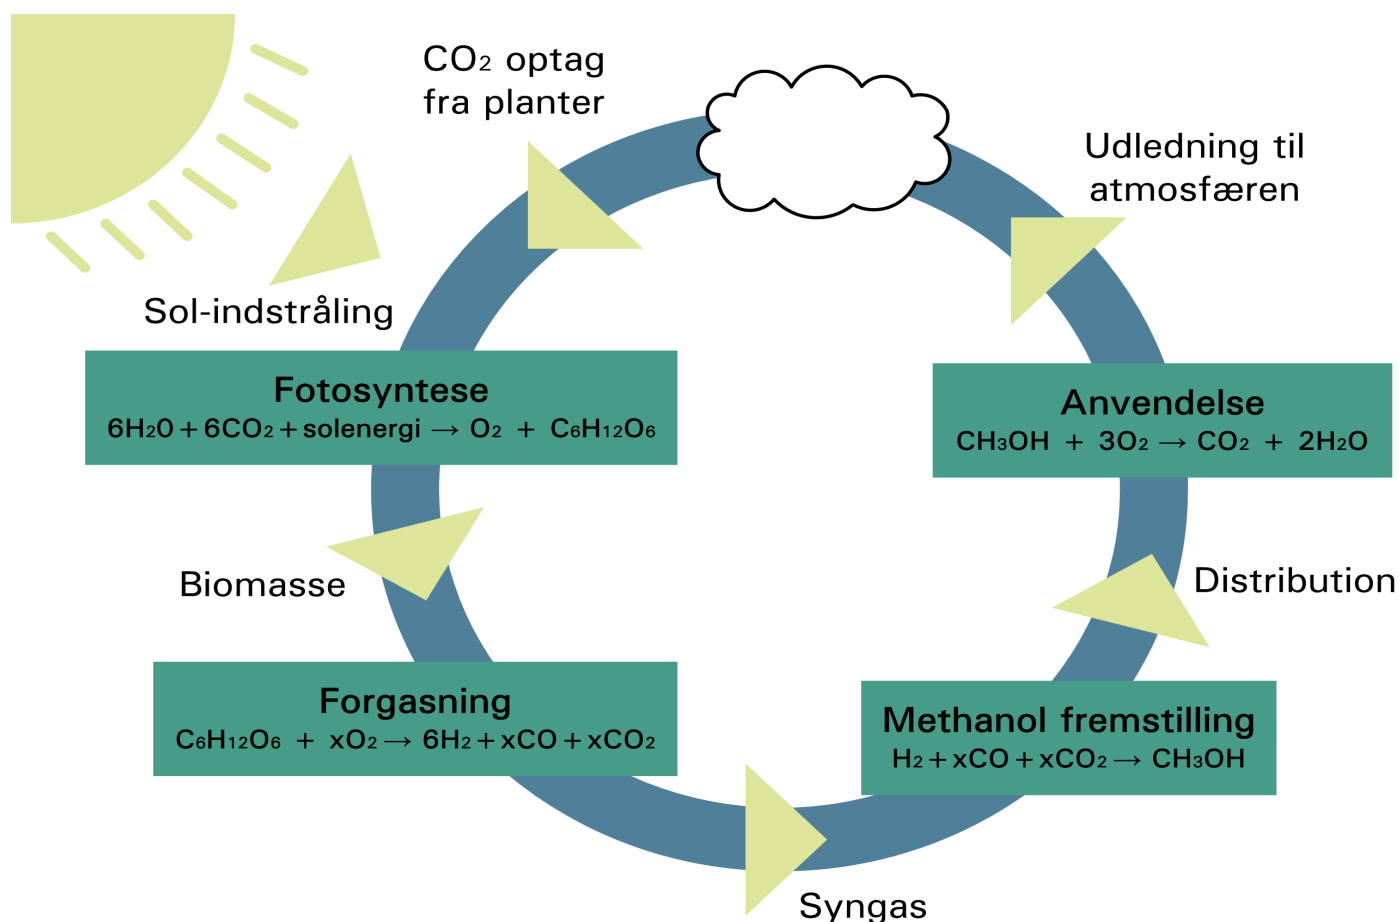 CO₂ optag
fra planter
Udledning til
atmosfæren
Sol-indstråling
Fotosyntese
6H₂0 + 6CO₂ + solenergi → O₂ + C₆H₁₂O₆
Anvendelse
CH₃OH + 3O₂ → CO₂ + 2H₂O
Biomasse
Distribution
Forgasning
C₆H₁₂O₆ + xO₂ → 6H₂ + xCO + xCO₂
Methanol fremstilling
H₂ + xCO + xCO₂ → CH₃OH
Syngas